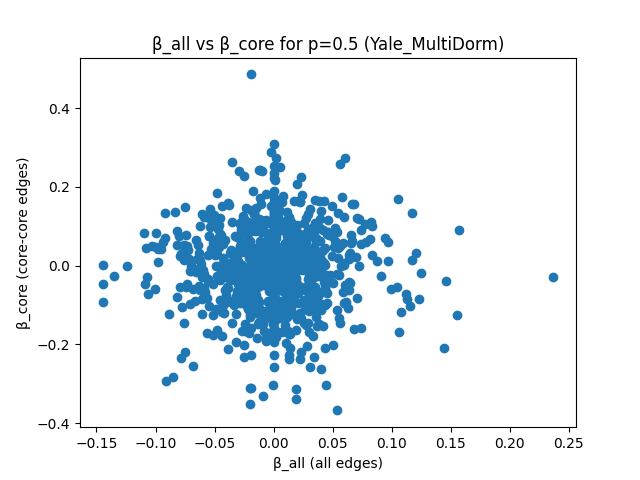 β_all vs β_core for p=0.5 (Yale_MultiDorm)
β_core (core-core edges)
0.4
0.2
0.0
−0.2
−0.4
−0.15 −0.10 −0.05 0.00 0.05 0.10 0.15 0.20 0.25
β_all (all edges)